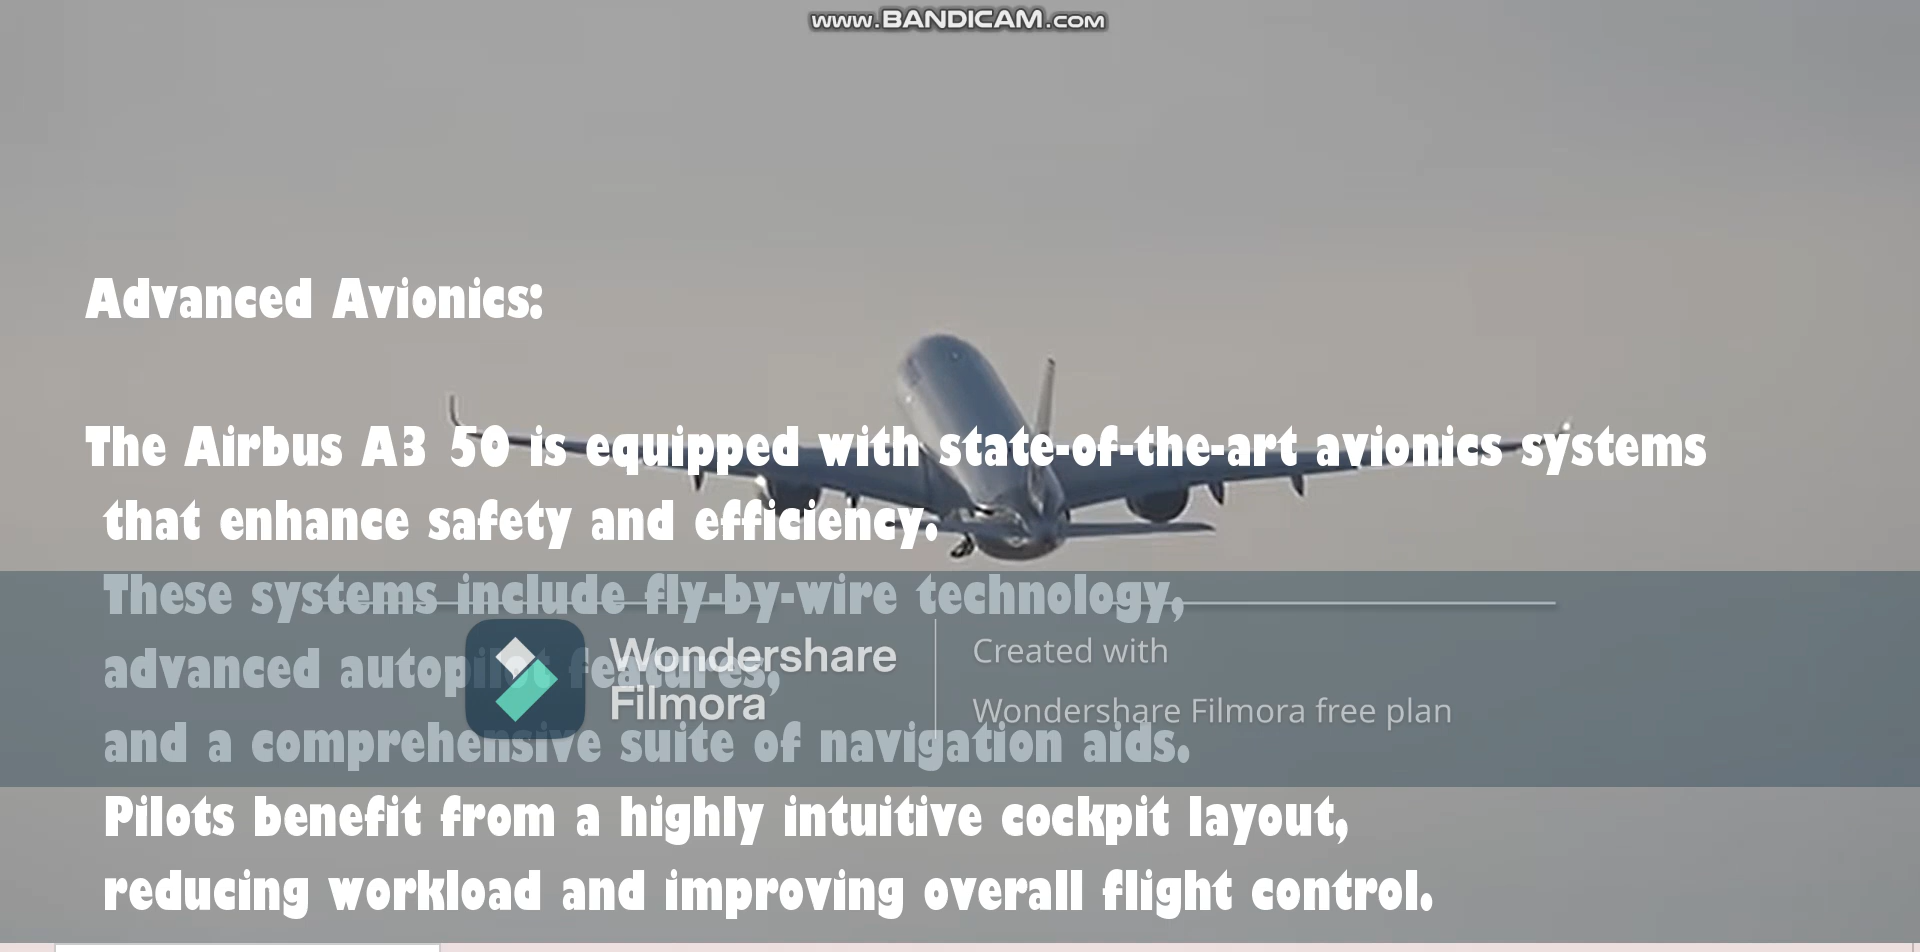 www.BANDICAM.com
Advanced Avionics:
The Airbus A3 50 is equipped with state-of-the-art avionics systems
that enhance safety and efficiency.
These systems include fly-by-wire technology,
advanced autopilot features,
and a comprehensive suite of navigation aids.
Wondershare
Filmora
Created with
Wondershare Filmora free plan
Pilots benefit from a highly intuitive cockpit layout,
reducing workload and improving overall flight control.